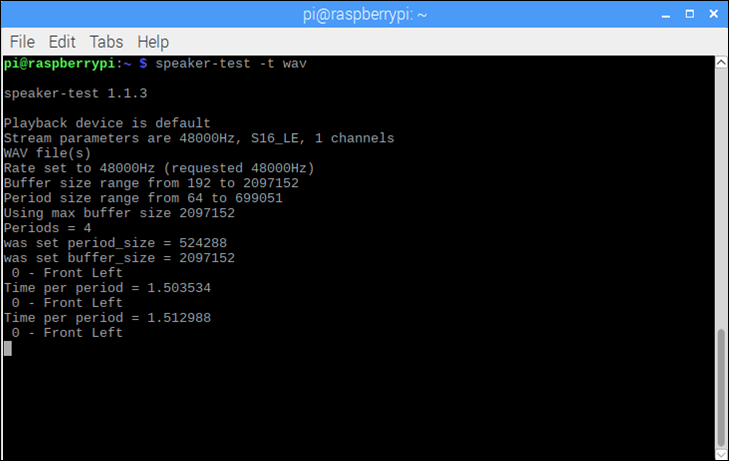 pi@raspberrypi: ~
File Edit Tabs Help
pi@raspberrypi:~ $ speaker-test -t wav
speaker-test 1.1.3
Playback device is default
Stream parameters are 48000Hz, S16_LE, 1 channels
WAV file(s)
Rate set to 48000Hz (requested 48000Hz)
Buffer size range from 192 to 2097152
Period size range from 64 to 699051
Using max buffer size 2097152
Periods = 4
was set period_size = 524288
was set buffer_size = 2097152
 0 - Front Left
Time per period = 1.503534
 0 - Front Left
Time per period = 1.512988
 0 - Front Left